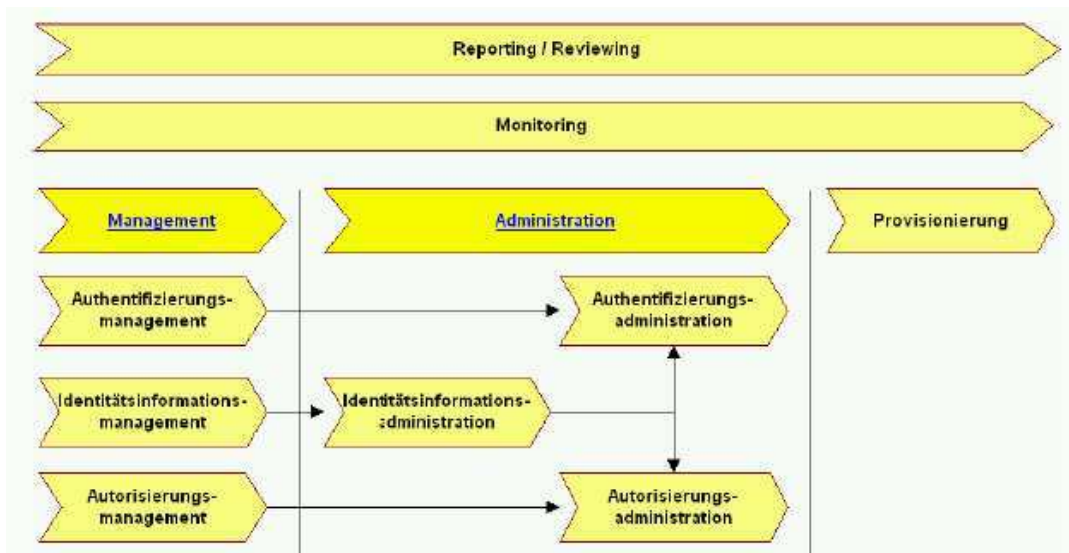 Reporting / Reviewing
Monitoring
Management
Administration
Provisionierung
Authentifizierungs-
management
Authentifizierungs-
administration
Identitätsinformations-
management
Identitätsinformations-
administration
Autorisierungs-
management
Autorisierungs-
administration